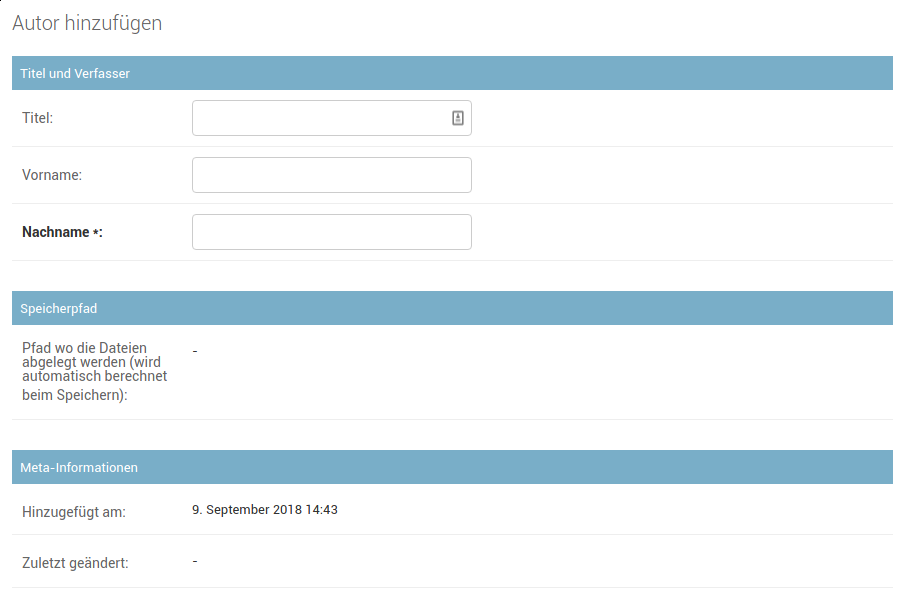 Autor hinzufügen
Titel und Verfasser
Titel:
Vorname:
Nachname *:
Speicherpfad
Pfad wo die Dateien
abgelegt werden (wird
automatisch berechnet
beim Speichern):
-
Meta-Informationen
Hinzugefügt am:
9. September 2018 14:43
Zuletzt geändert:
-